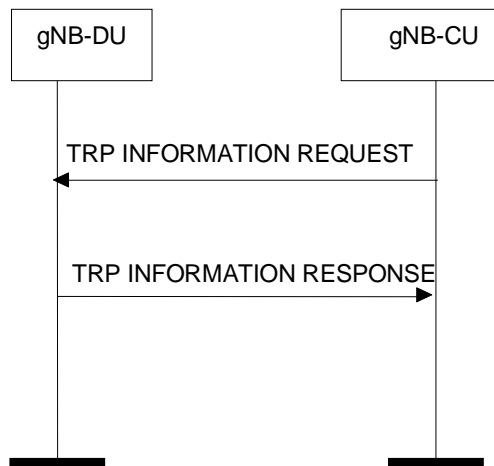 gNB-DU
gNB-CU
TRP INFORMATION REQUEST
TRP INFORMATION RESPONSE